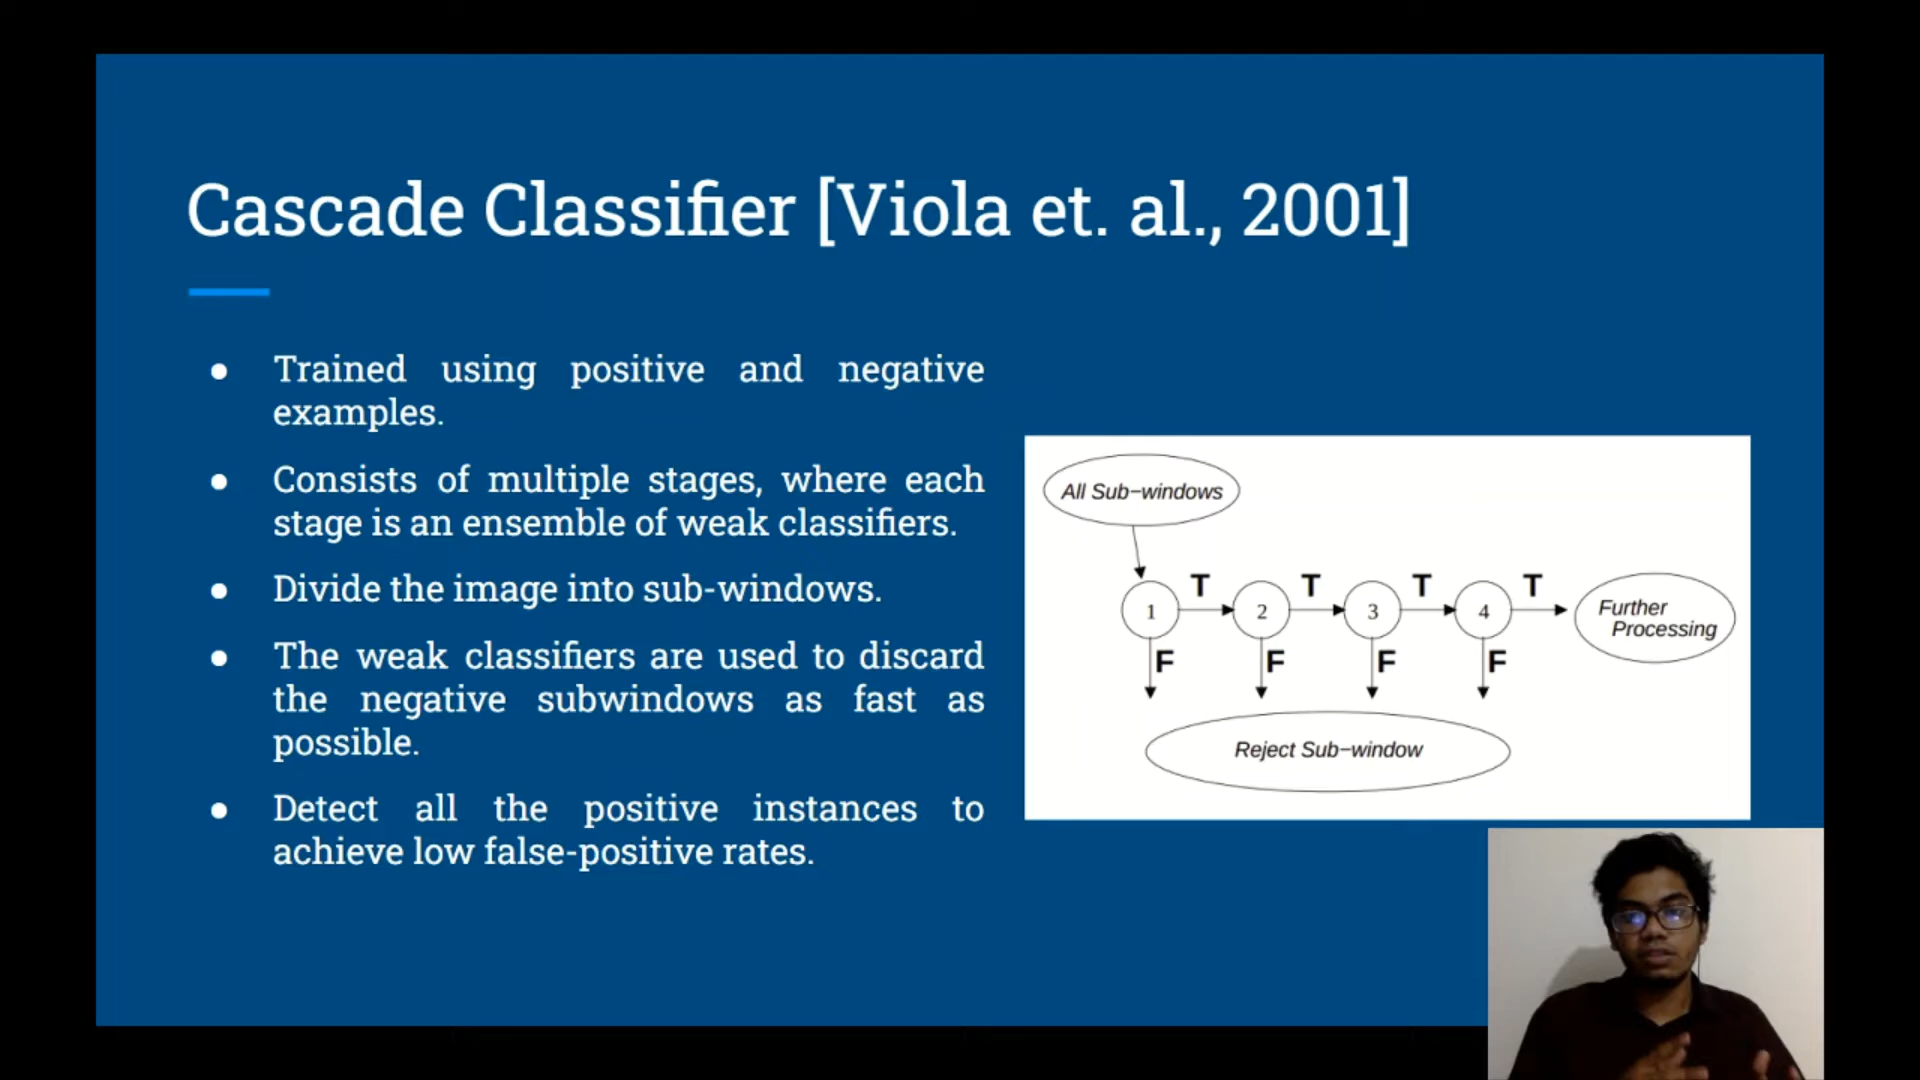 Cascade Classifier [Viola et. al., 2001]
● Trained using positive and negative
examples.
● Consists of multiple stages, where each
stage is an ensemble of weak classifiers.
● Divide the image into sub-windows.
● The weak classifiers are used to discard
the negative subwindows as fast as
possible.
● Detect all the positive instances to
achieve low false-positive rates.
All Sub-windows
T T T T
1 2 3 4
Further
Processing
F F F F
Reject Sub-window